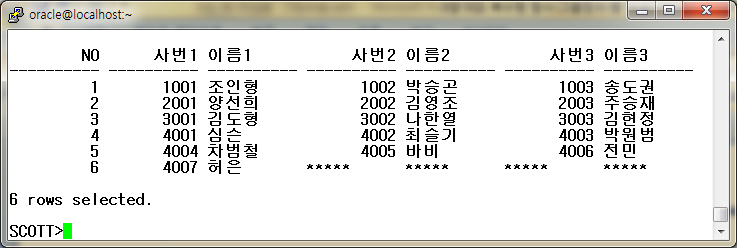 oracle@localhost:~
NO 사번1 이름1 사번2 이름2 사번3 이름3
---------- ---------- ---------- ---------- ---------- ---------- ----------
1 1001 조인형 1002 박승곤 1003 송도권
2 2001 양선희 2002 김영조 2003 주승재
3 3001 김도형 3002 나한열 3003 김현정
4 4001 심슨 4002 최슬기 4003 박원범
5 4004 차범철 4005 바비 4006 전민
6 4007 허은 ***** ***** ***** *****
6 rows selected.
SCOTT>